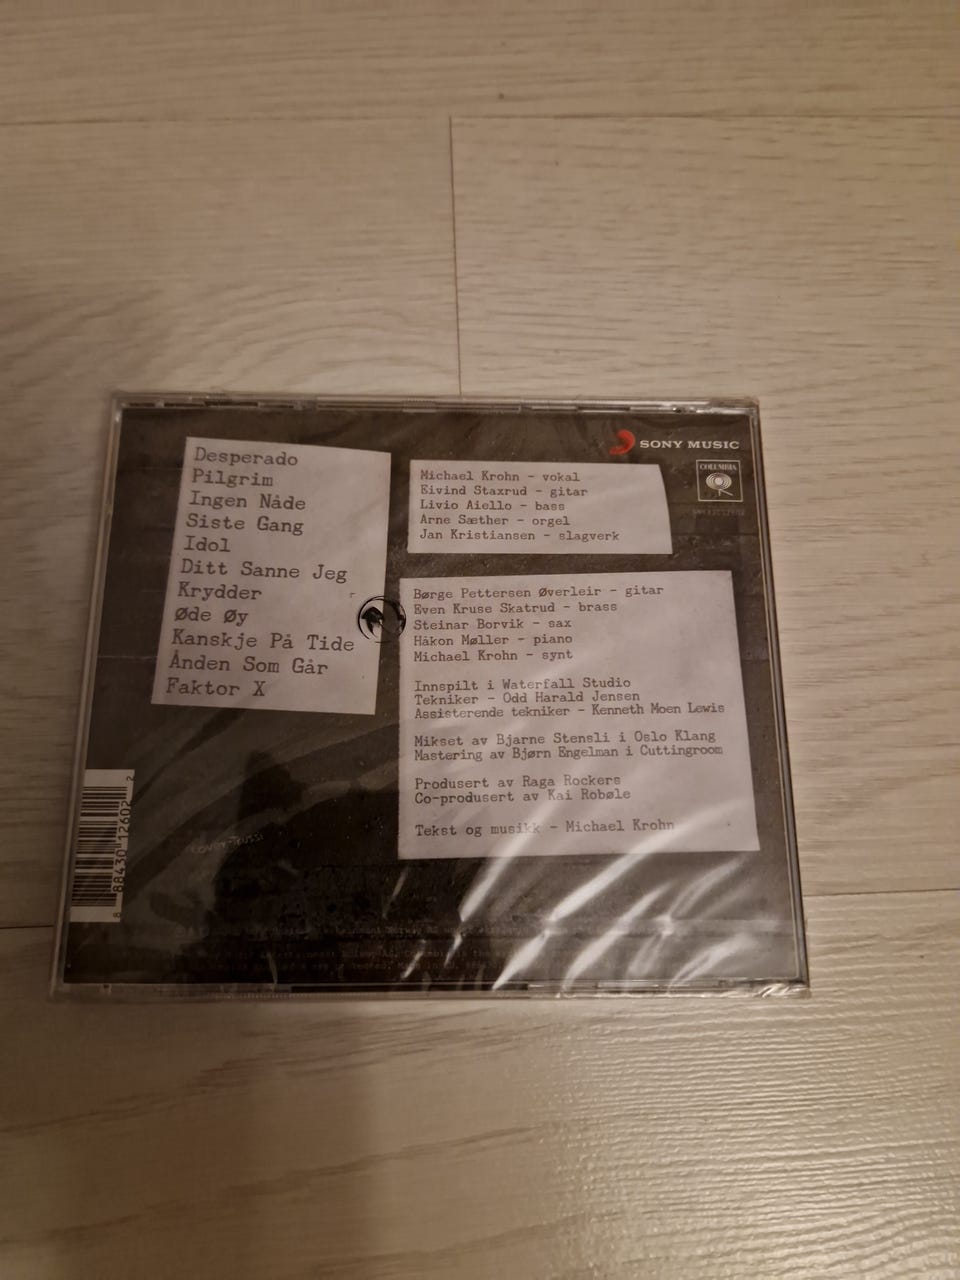 Desperado
Pilgrim
Ingen Nåde
Siste Gang
Idol
Ditt Sanne Jeg
Krydder
Øde Øy
Kanskje På Tide
Ånden Som Går
Faktor X
SONY MUSIC
COLUMBIA
Michael Krohn - vokal
Eivind Staxrud - gitar
Livio Aiello - bass
Arne Sæther - orgel
Jan Kristiansen - slagverk
Børge Pettersen Øverleir - gitar
Even Kruse Skatrud - brass
Steinar Borvik - sax
Håkon Møller - piano
Michael Krohn - synt
Innspilt i Waterfall Studio
Tekniker - Odd Harald Jensen
Assisterende tekniker - Kenneth Moen Lewis
Mikset av Bjarne Stensli i Oslo Klang
Mastering av Bjørn Engelman i Cuttingroom
Produsert av Raga Rockers
Co-produsert av Kai Robøle
Tekst og musikk - Michael Krohn
8 88430 12602 2